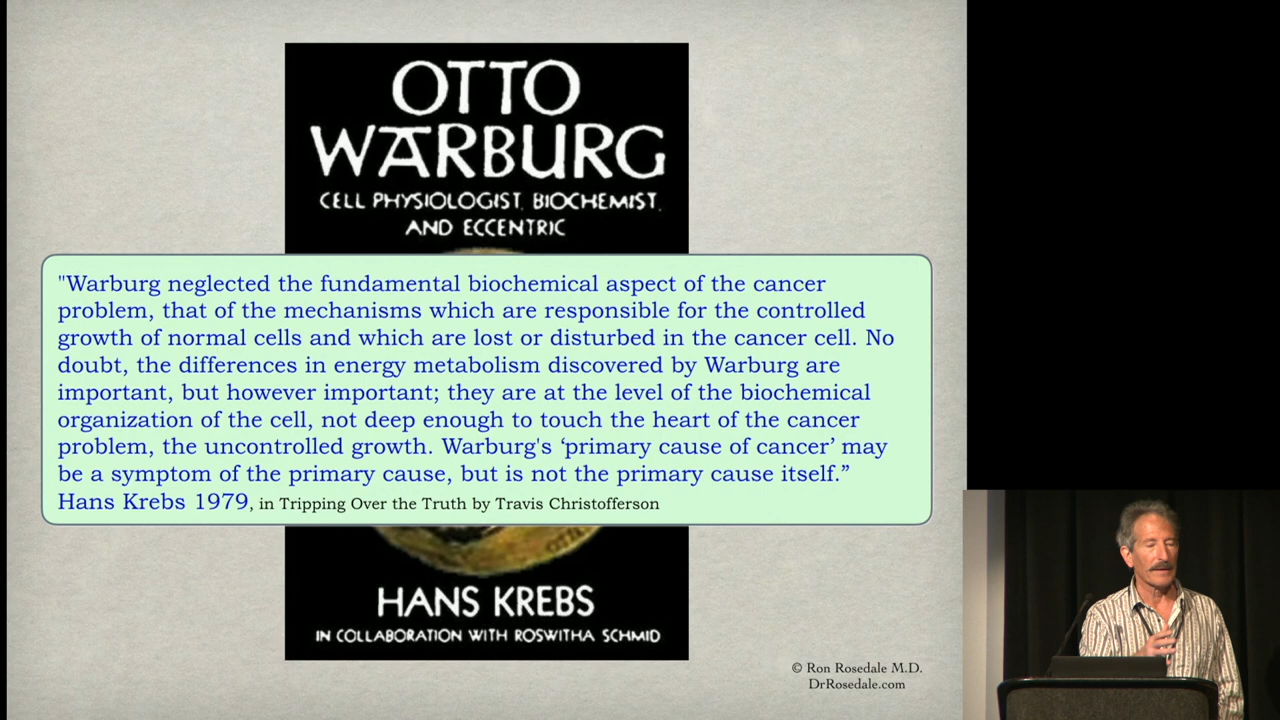 OTTO
WARBURG
CELL PHYSIOLOGIST, BIOCHEMIST,
AND ECCENTRIC
"Warburg neglected the fundamental biochemical aspect of the cancer
problem, that of the mechanisms which are responsible for the controlled
growth of normal cells and which are lost or disturbed in the cancer cell. No
doubt, the differences in energy metabolism discovered by Warburg are
important, but however important; they are at the level of the biochemical
organization of the cell, not deep enough to touch the heart of the cancer
problem, the uncontrolled growth. Warburg's ‘primary cause of cancer’ may
be a symptom of the primary cause, but is not the primary cause itself.”
Hans Krebs 1979, in Tripping Over the Truth by Travis Christofferson
HANS KREBS
IN COLLABORATION WITH ROSWITHA SCHMID
© Ron Rosedale M.D.
DrRosedale.com